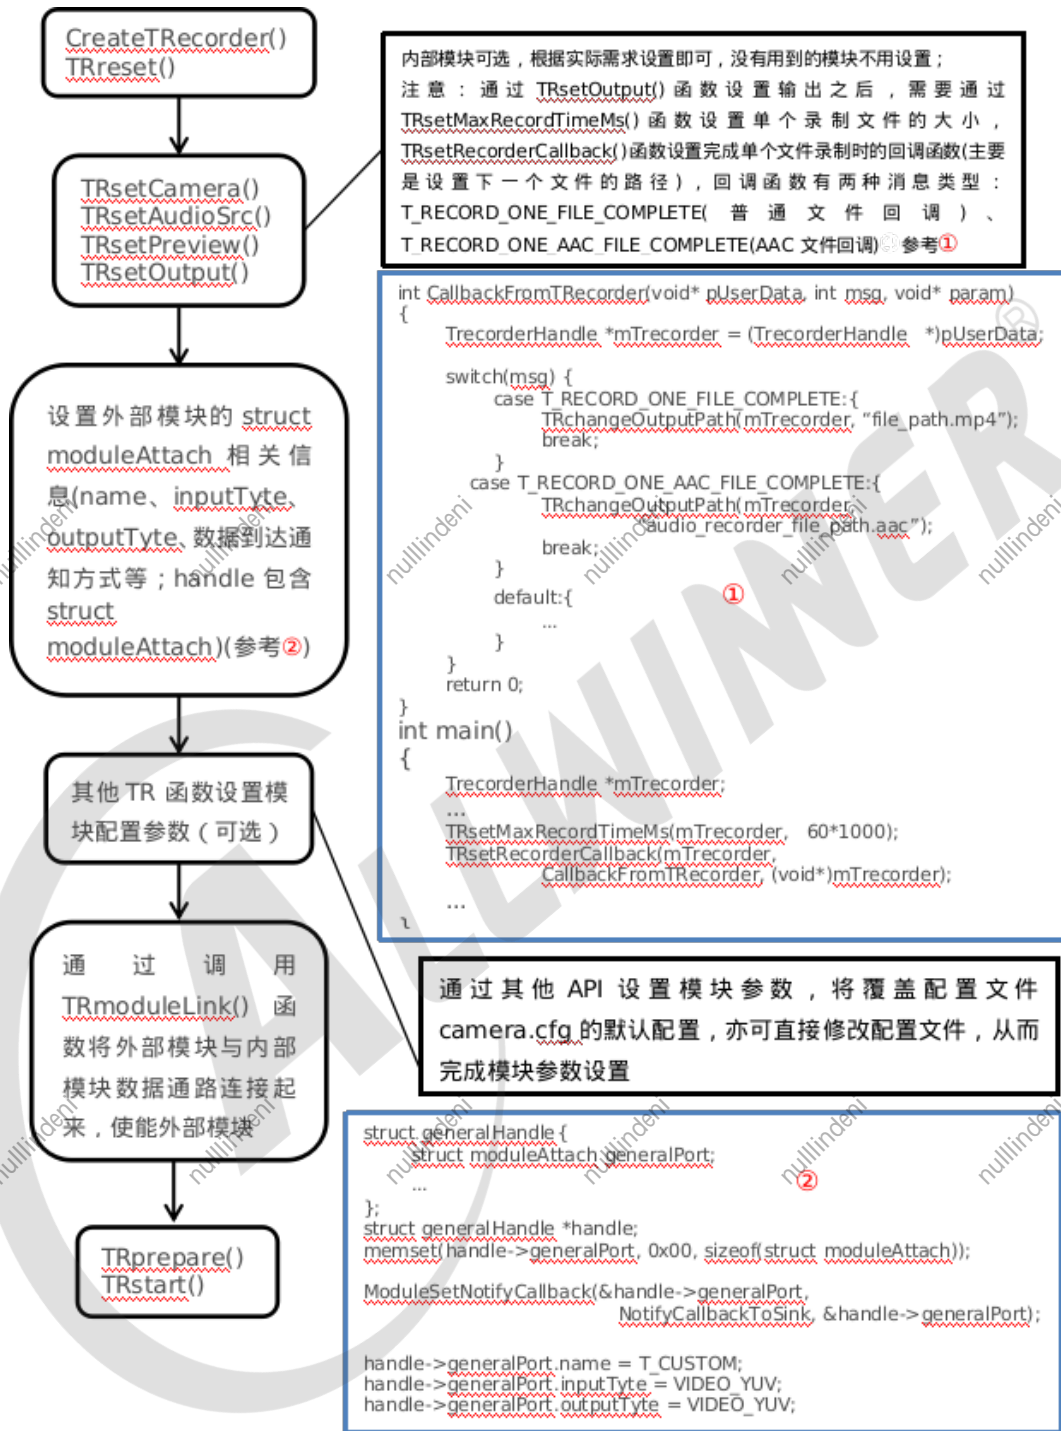 CreateTRecorder()
TRreset()
TRsetCamera()
TRsetAudioSrc()
TRsetPreview()
TRsetOutput()
设置外部模块的 struct
moduleAttach 相关信
息(name、inputTyte、
outputTyte、数据到达通
知方式等；handle 包含
struct
moduleAttach)(参考②)
其他 TR 函数设置模
块配置参数（可选）
通过调用
TRmoduleLink() 函
数将外部模块与内部
模块数据通路连接起
来，使能外部模块
TRprepare()
TRstart()
内部模块可选，根据实际需求设置即可，没有用到的模块不用设置；
注意：通过 TRsetOutput() 函数设置输出之后，需要通过
TRsetMaxRecordTimeMs() 函数设置单个录制文件的大小，
TRsetRecorderCallback()函数设置完成单个文件录制时的回调函数(主要
是设置下一个文件的路径)，回调函数有两种消息类型：
T_RECORD_ONE_FILE_COMPLETE(普通文件回调)、
T_RECORD_ONE_AAC_FILE_COMPLETE(AAC 文件回调) 参考①
int CallbackFromTRecorder(void* pUserData, int msg, void* param)
{
TrecorderHandle *mTrecorder = (TrecorderHandle *)pUserData;
switch(msg) {
case T_RECORD_ONE_FILE_COMPLETE:{
TRchangeOutputPath(mTrecorder, “file_path.mp4”);
break;
}
case T_RECORD_ONE_AAC_FILE_COMPLETE:{
TRchangeOutputPath(mTrecorder,
“audio_recorder_file_path.aac”);
break;
}
default:{
①
...
}
}
return 0;
}
int main()
{
TrecorderHandle *mTrecorder;
...
TRsetMaxRecordTimeMs(mTrecorder, 60*1000);
TRsetRecorderCallback(mTrecorder,
CallbackFromTRecorder, (void*)mTrecorder);
...
}
通过其他 API 设置模块参数，将覆盖配置文件
camera.cfg 的默认配置，亦可直接修改配置文件，从而
完成模块参数设置
struct generalHandle {
struct moduleAttach generalPort;
...
②
};
struct generalHandle *handle;
memset(handle->generalPort, 0x00, sizeof(struct moduleAttach));
ModuleSetNotifyCallback(&handle->generalPort,
NotifyCallbackToSink, &handle->generalPort);
handle->generalPort.name = T_CUSTOM;
handle->generalPort.inputTyte = VIDEO_YUV;
handle->generalPort.outputTyte = VIDEO_YUV;
ALLWINNER®
nulllindeni
nulllindeni
nulllindeni
nulllindeni
nulllindeni
nulllindeni
nulllindeni
nulllindeni
nulllindeni
nulllindeni
nulllindeni
nulllindeni